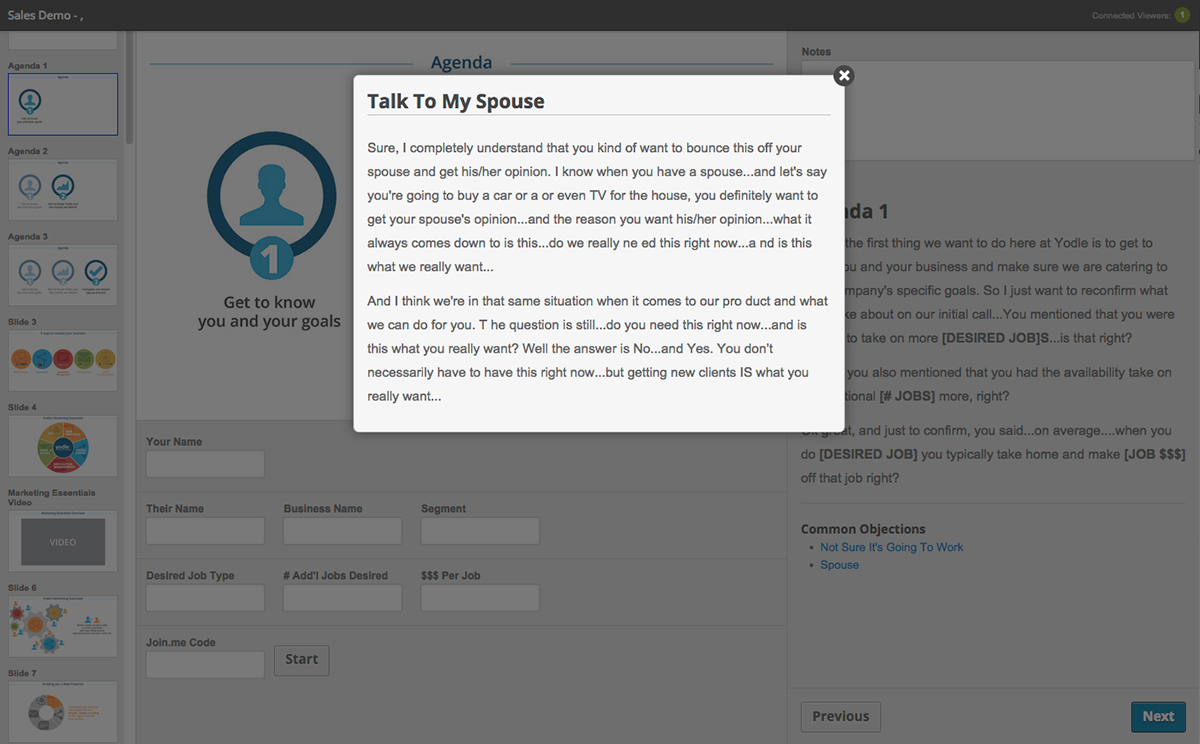 Sales Demo - ,
Connected Viewers: 1
Agenda 1
Agenda 2
Agenda 3
Slide 3
Slide 4
Marketing Essentials
Video
VIDEO
Slide 6
Slide 7
Agenda
1
Get to know
you and your goals
Talk To My Spouse
Sure, I completely understand that you kind of want to bounce this off your
spouse and get his/her opinion. I know when you have a spouse...and let's say
you're going to buy a car or a or even TV for the house, you definitely want to
get your spouse's opinion...and the reason you want his/her opinion...what it
always comes down to is this...do we really ne ed this right now...a nd is this
what we really want...
And I think we're in that same situation when it comes to our pro duct and what
we can do for you. T he question is still...do you need this right now...and is
this what you really want? Well the answer is No...and Yes. You don't
necessarily have to have this right now...but getting new clients IS what you
really want...
Your Name
Their Name
Business Name
Segment
Desired Job Type
# Add'l Jobs Desired
$$$ Per Job
Join.me Code
Start
Notes
nda 1
the first thing we want to do here at Yodle is to get to
ou and your business and make sure we are catering to
mpany's specific goals. So I just want to reconfirm what
ke about on our initial call...You mentioned that you were
to take on more [DESIRED JOB]S...is that right?
you also mentioned that you had the availability take on
tional [# JOBS] more, right?
Ok great, and just to confirm, you said...on average....when you
do [DESIRED JOB] you typically take home and make [JOB $$$]
off that job right?
Common Objections
Not Sure It's Going To Work
Spouse
Previous
Next